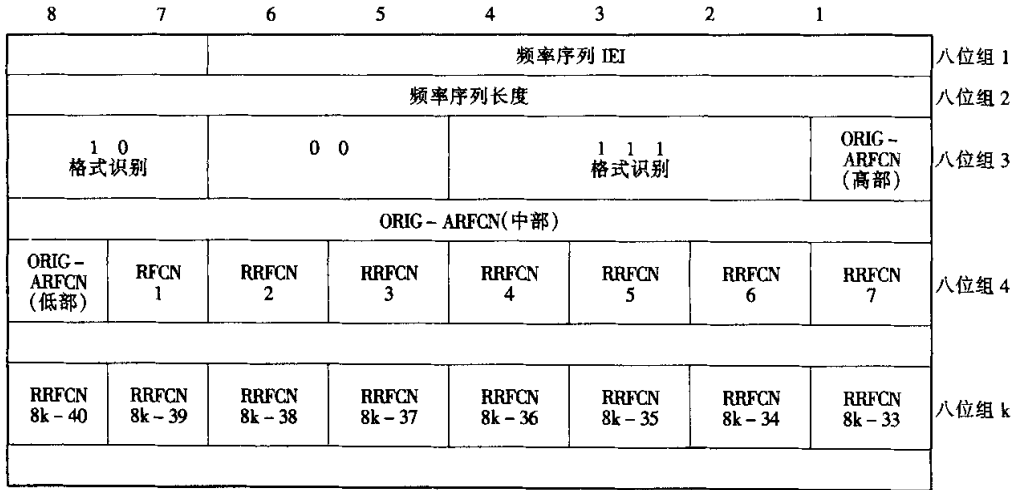 8 7 6 5 4 3 2 1
频率序列 IEI 八位组 1
频率序列长度 八位组 2
1 0 0 0 1 1 1 ORIG-
格式识别 格式识别 ARFCN 八位组 3
(高部)
ORIG-ARFCN(中部)
ORIG- RFCN RRFCN RRFCN RRFCN RRFCN RRFCN RRFCN
ARFCN 1 2 3 4 5 6 7 八位组 4
(低部)
RRFCN RRFCN RRFCN RRFCN RRFCN RRFCN RRFCN RRFCN
8k-40 8k-39 8k-38 8k-37 8k-36 8k-35 8k-34 8k-33 八位组 k